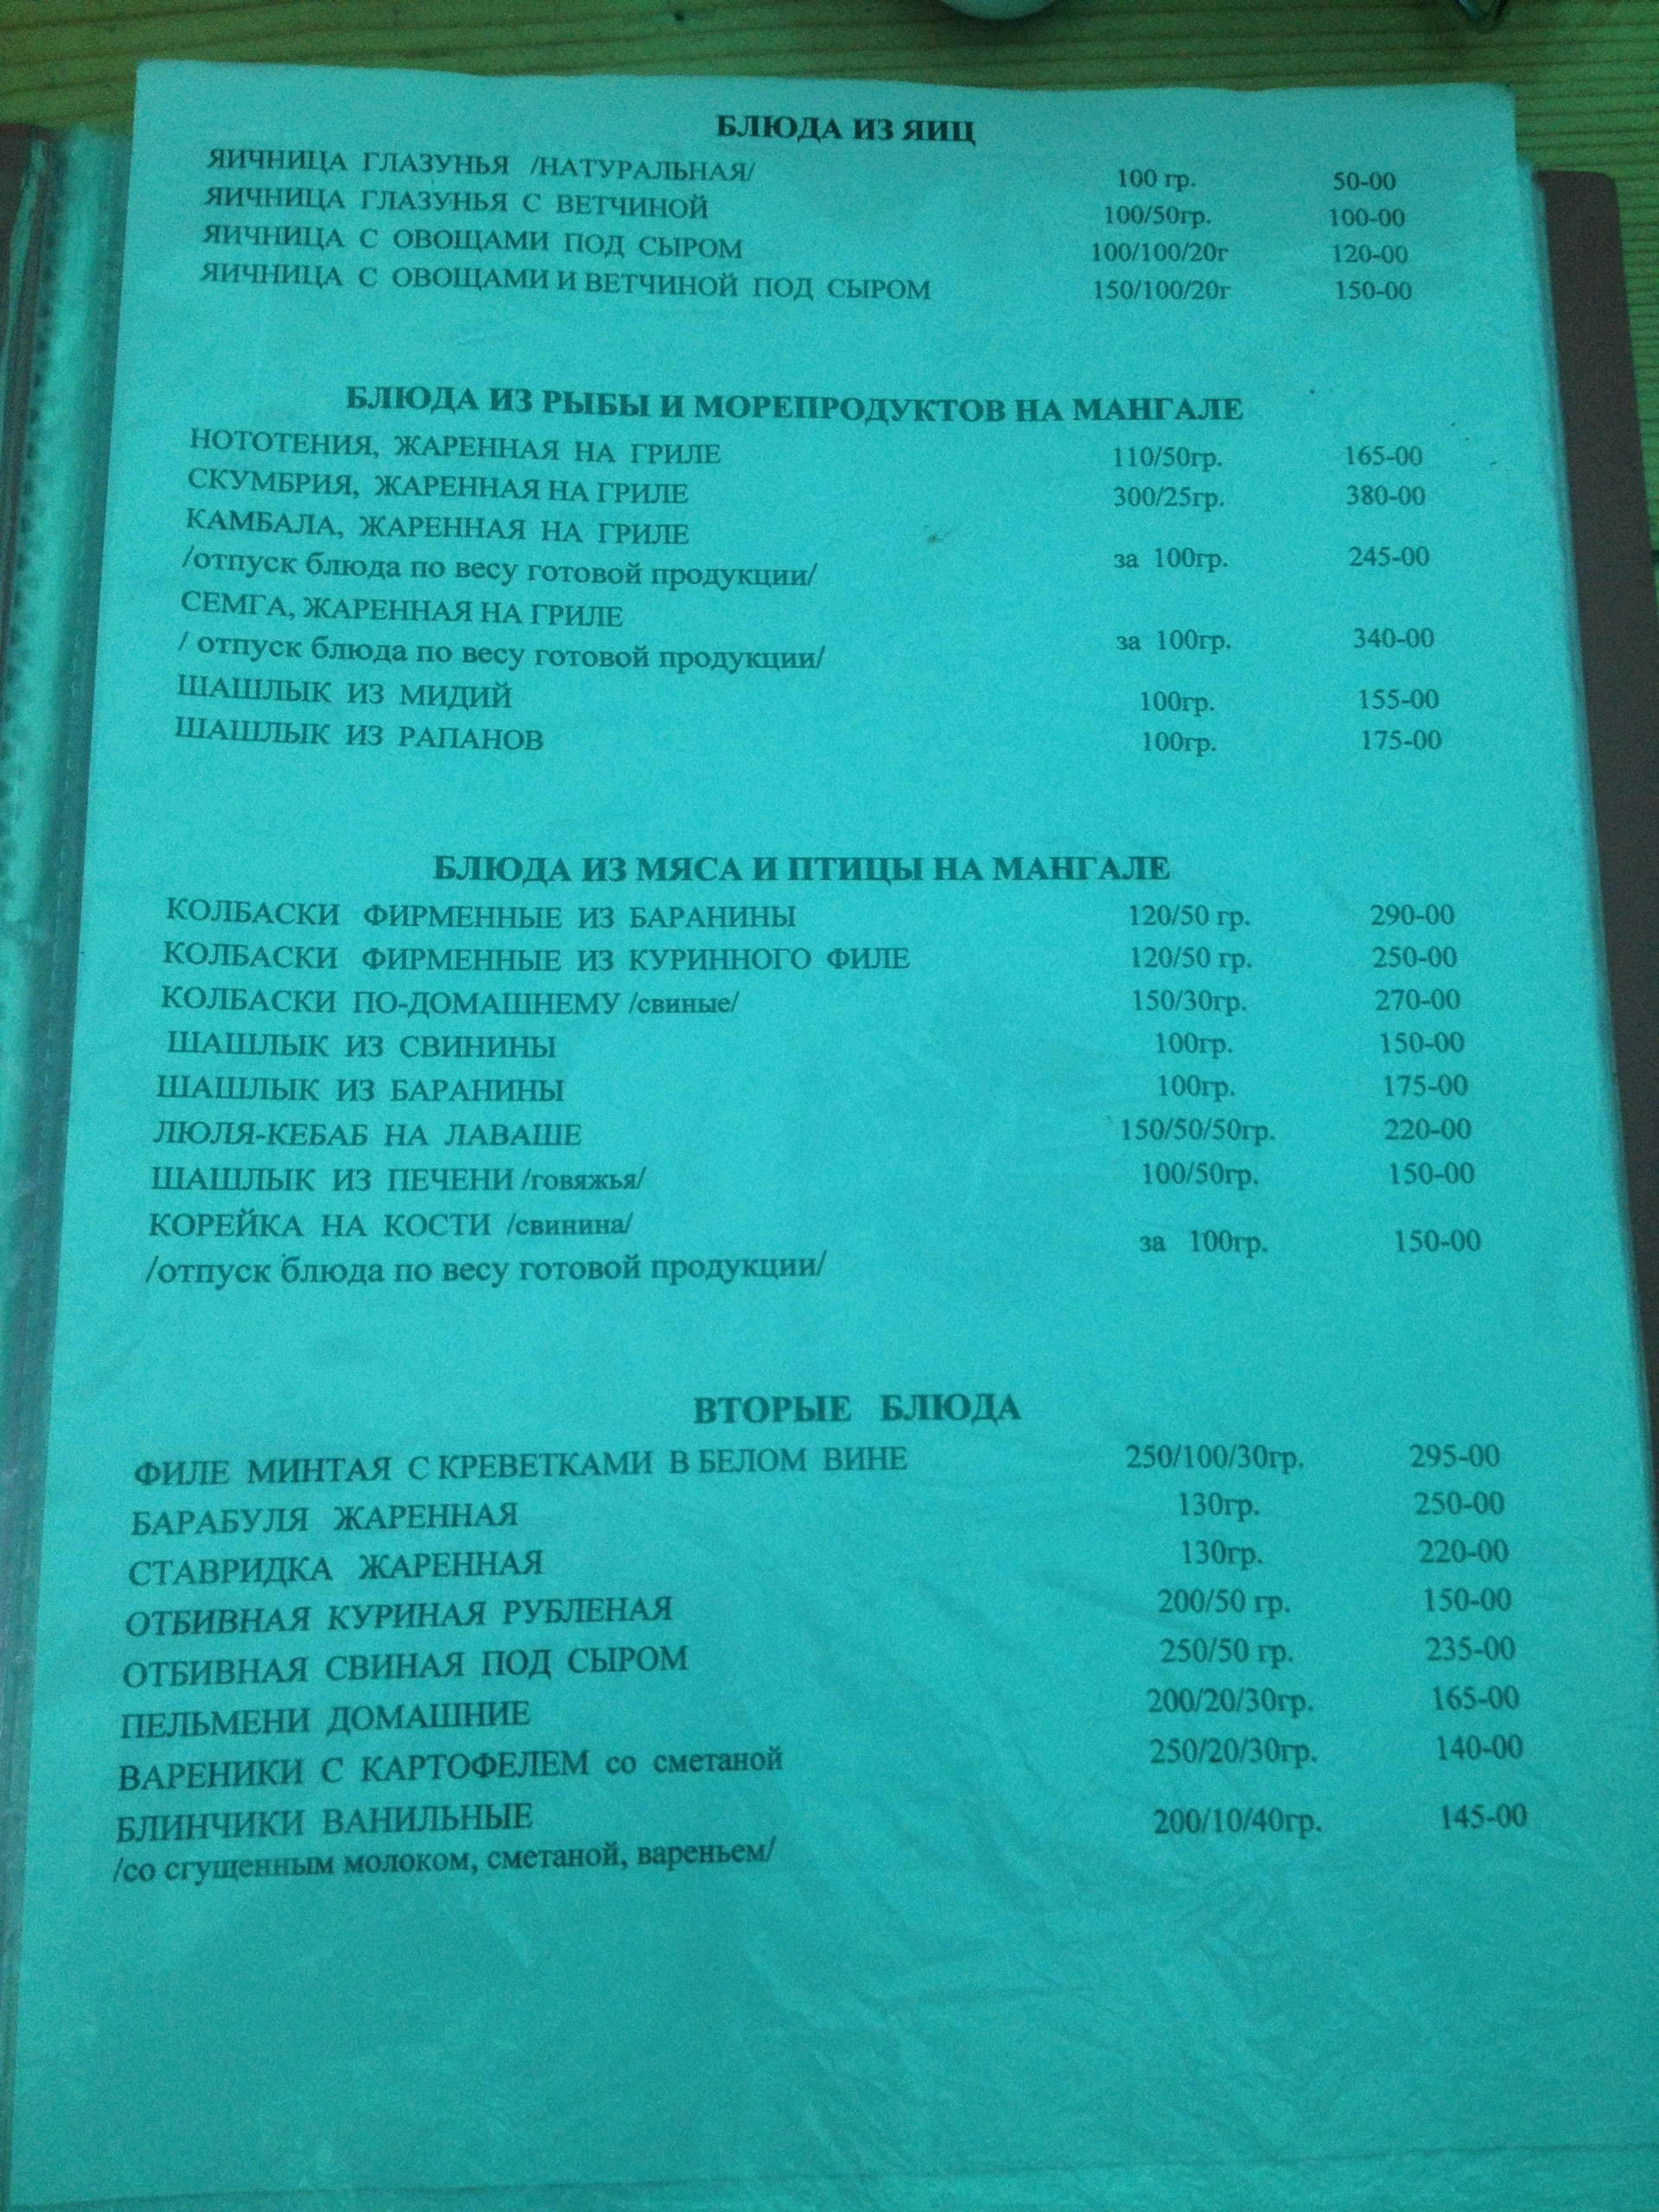 БЛЮДА ИЗ ЯИЦ
ЯИЧНИЦА ГЛАЗУНЬЯ /НАТУРАЛЬНАЯ/ 100 гр. 50-00
ЯИЧНИЦА ГЛАЗУНЬЯ С ВЕТЧИНОЙ 100/50гр. 100-00
ЯИЧНИЦА С ОВОЩАМИ ПОД СЫРОМ 100/100/20г 120-00
ЯИЧНИЦА С ОВОЩАМИ И ВЕТЧИНОЙ ПОД СЫРОМ 150/100/20г 150-00
БЛЮДА ИЗ РЫБЫ И МОРЕПРОДУКТОВ НА МАНГАЛЕ
НОТОТЕНИЯ, ЖАРЕННАЯ НА ГРИЛЕ 110/50гр. 165-00
СКУМБРИЯ, ЖАРЕННАЯ НА ГРИЛЕ 300/25гр. 380-00
КАМБАЛА, ЖАРЕННАЯ НА ГРИЛЕ
/отпуск блюда по весу готовой продукции/ за 100гр. 245-00
СЕМГА, ЖАРЕННАЯ НА ГРИЛЕ
/ отпуск блюда по весу готовой продукции/ за 100гр. 340-00
ШАШЛЫК ИЗ МИДИЙ 100гр. 155-00
ШАШЛЫК ИЗ РАПАНОВ 100гр. 175-00
БЛЮДА ИЗ МЯСА И ПТИЦЫ НА МАНГАЛЕ
КОЛБАСКИ ФИРМЕННЫЕ ИЗ БАРАНИНЫ 120/50 гр. 290-00
КОЛБАСКИ ФИРМЕННЫЕ ИЗ КУРИННОГО ФИЛЕ 120/50 гр. 250-00
КОЛБАСКИ ПО-ДОМАШНЕМУ /свиные/ 150/30гр. 270-00
ШАШЛЫК ИЗ СВИНИНЫ 100гр. 150-00
ШАШЛЫК ИЗ БАРАНИНЫ 100гр. 175-00
ЛЮЛЯ-КЕБАБ НА ЛАВАШЕ 150/50/50гр. 220-00
ШАШЛЫК ИЗ ПЕЧЕНИ /говяжья/ 100/50гр. 150-00
КОРЕЙКА НА КОСТИ /свинина/ за 100гр. 150-00
/отпуск блюда по весу готовой продукции/
ВТОРЫЕ БЛЮДА
ФИЛЕ МИНТАЯ С КРЕВЕТКАМИ В БЕЛОМ ВИНЕ 250/100/30гр. 295-00
БАРАБУЛЯ ЖАРЕННАЯ 130гр. 250-00
СТАВРИДКА ЖАРЕННАЯ 130гр. 220-00
ОТБИВНАЯ КУРИНАЯ РУБЛЕНАЯ 200/50 гр. 150-00
ОТБИВНАЯ СВИНАЯ ПОД СЫРОМ 250/50 гр. 235-00
ПЕЛЬМЕНИ ДОМАШНИЕ 200/20/30гр. 165-00
ВАРЕНИКИ С КАРТОФЕЛЕМ со сметаной 250/20/30гр. 140-00
БЛИНЧИКИ ВАНИЛЬНЫЕ 200/10/40гр. 145-00
/со сгущенным молоком, сметаной, вареньем/